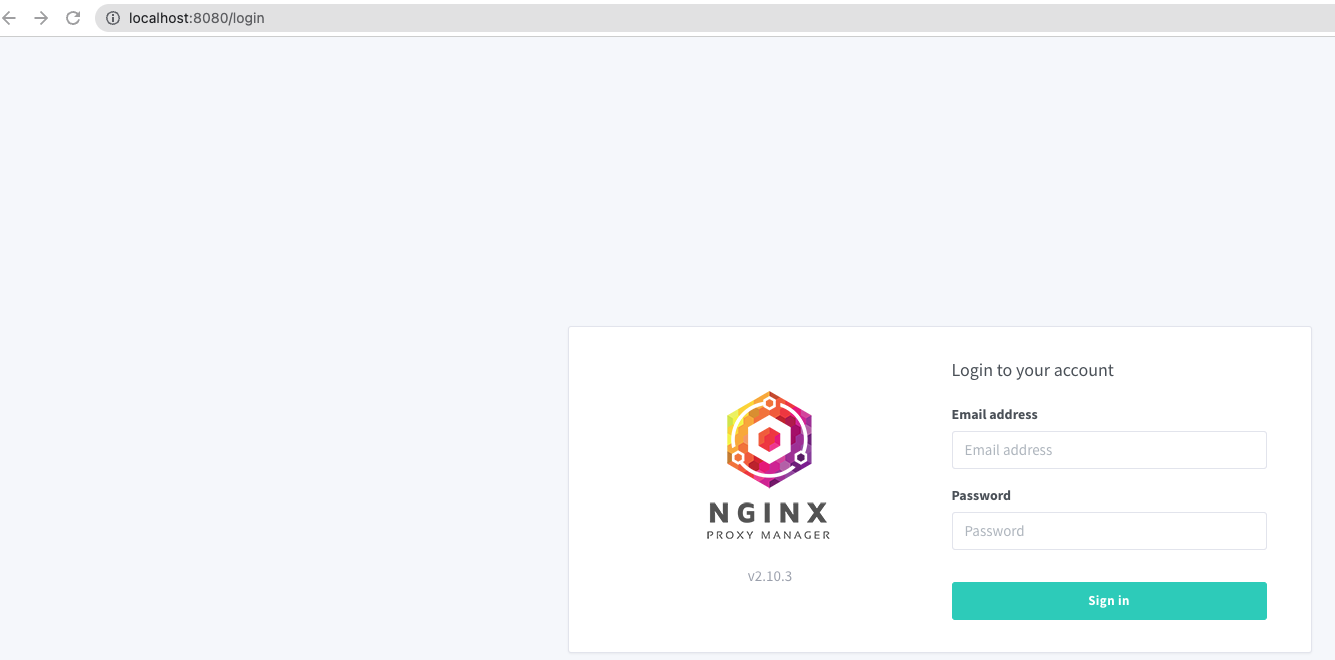 localhost:8080/login
Login to your account
Email address
Email address
Password
Password
Sign in
NGINX
PROXY MANAGER
v2.10.3